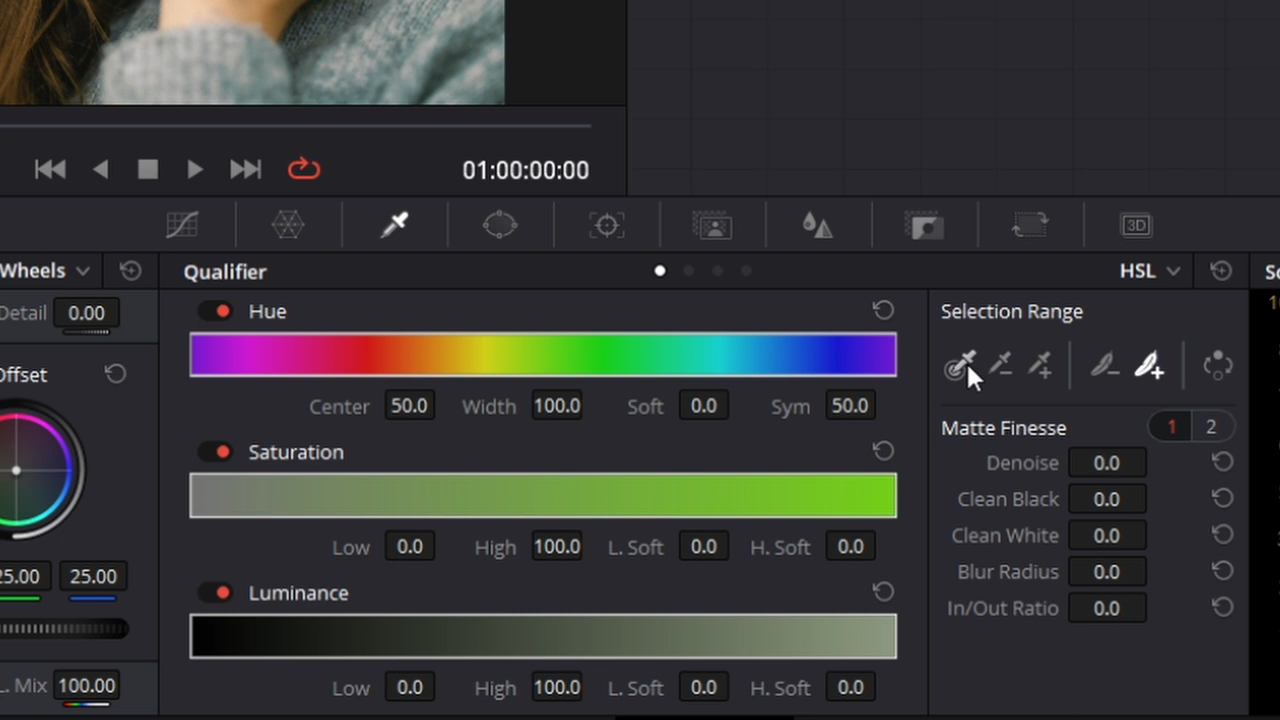 01:00:00:00
3D
Wheels
Qualifier
HSL
Detail 0.00
Offset
25.00 25.00
L. Mix 100.00
Hue
Center 50.0 Width 100.0 Soft 0.0 Sym 50.0
Saturation
Low 0.0 High 100.0 L. Soft 0.0 H. Soft 0.0
Luminance
Low 0.0 High 100.0 L. Soft 0.0 H. Soft 0.0
Selection Range
Matte Finesse 1 2
Denoise 0.0
Clean Black 0.0
Clean White 0.0
Blur Radius 0.0
In/Out Ratio 0.0